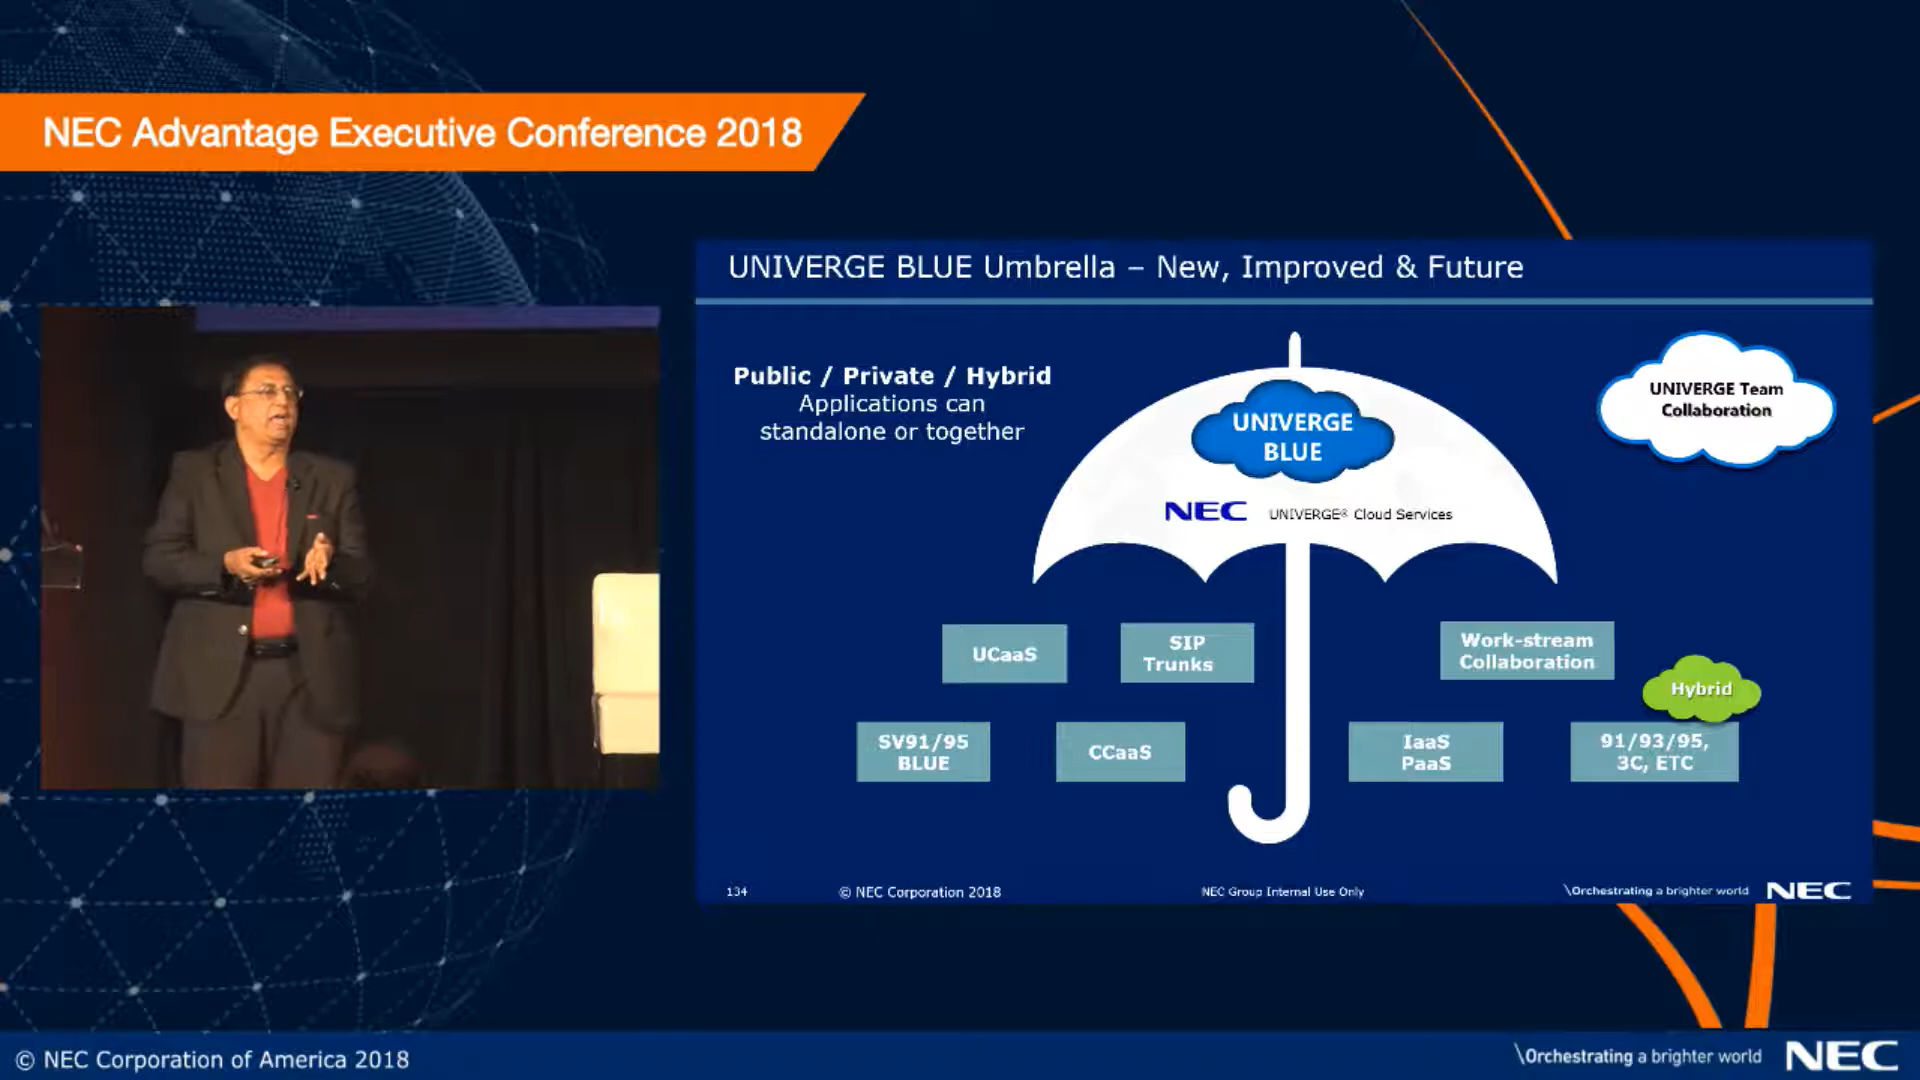 NEC Advantage Executive Conference 2018
UNIVERGE BLUE Umbrella – New, Improved & Future
Public / Private / Hybrid
Applications can
standalone or together
UNIVERGE
BLUE
NEC UNIVERGE® Cloud Services
UNIVERGE Team
Collaboration
UCaaS
SIP
Trunks
Work-stream
Collaboration
Hybrid
SV91/95
BLUE
CCaaS
IaaS
PaaS
91/93/95,
3C, ETC
134 © NEC Corporation 2018 NEC Group Internal Use Only \Orchestrating a brighter world NEC
© NEC Corporation of America 2018 \Orchestrating a brighter world NEC